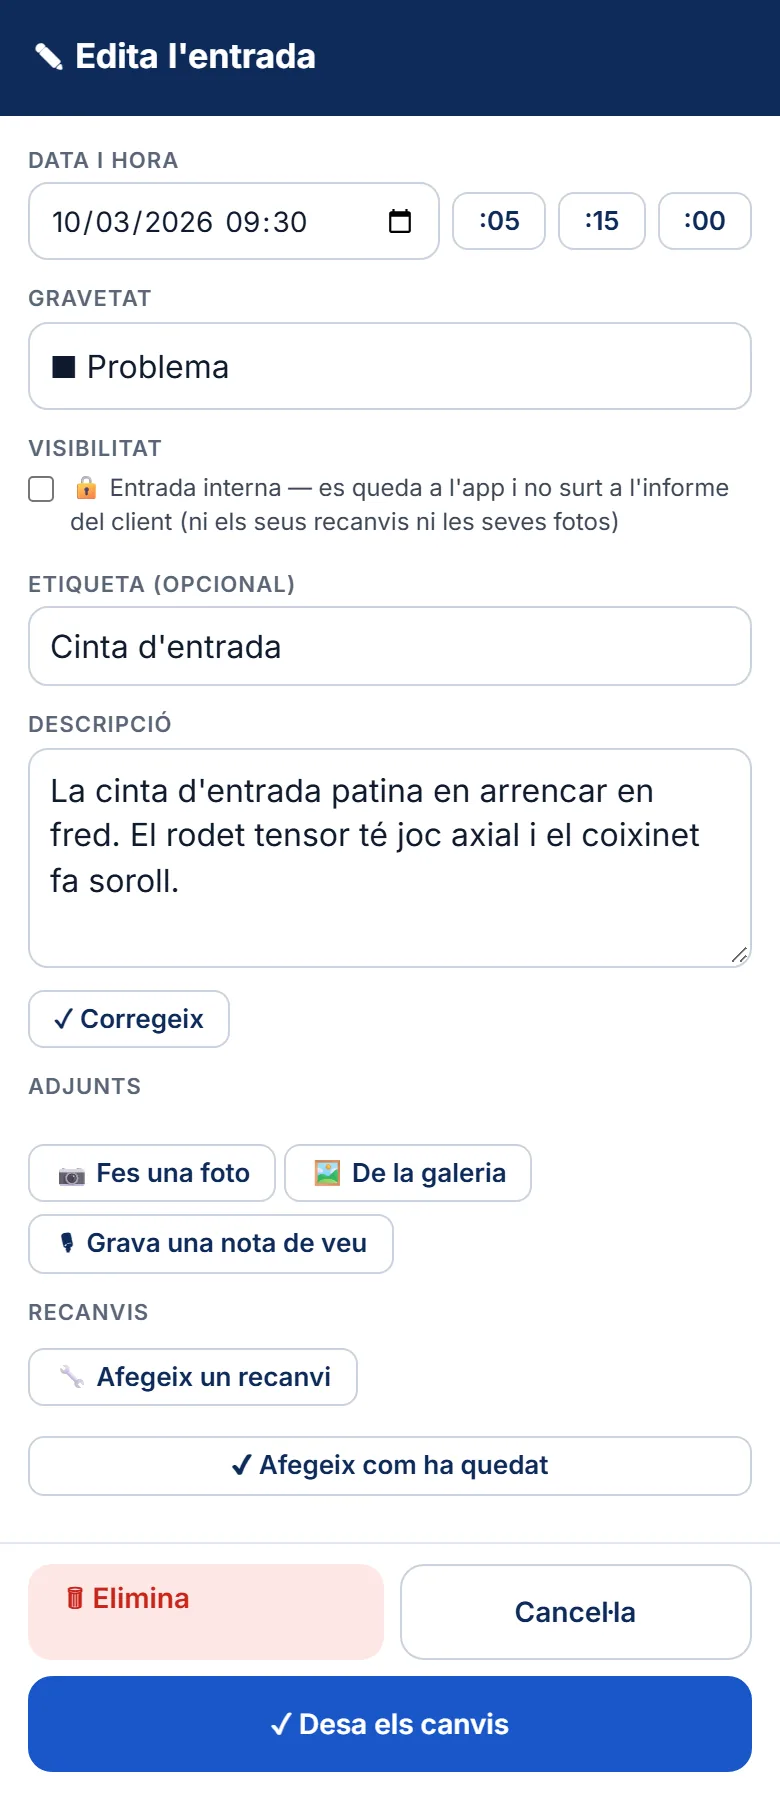 Edita l'entrada
DATA I HORA
10/03/2026 09:30
:05
:15
:00
GRAVETAT
Problema
VISIBILITAT
Entrada interna — es queda a l'app i no surt a l'informe
del client (ni els seus recanvis ni les seves fotos)
ETIQUETA (OPCIONAL)
Cinta d'entrada
DESCRIPCIÓ
La cinta d'entrada patina en arrencar en
fred. El rodet tensor té joc axial i el coixinet
fa soroll.
✓ Corregeix
ADJUNTS
Fes una foto
De la galeria
Grava una nota de veu
RECANVIS
Afegeix un recanvi
✓ Afegeix com ha quedat
Elimina
Cancel·la
✓ Desa els canvis